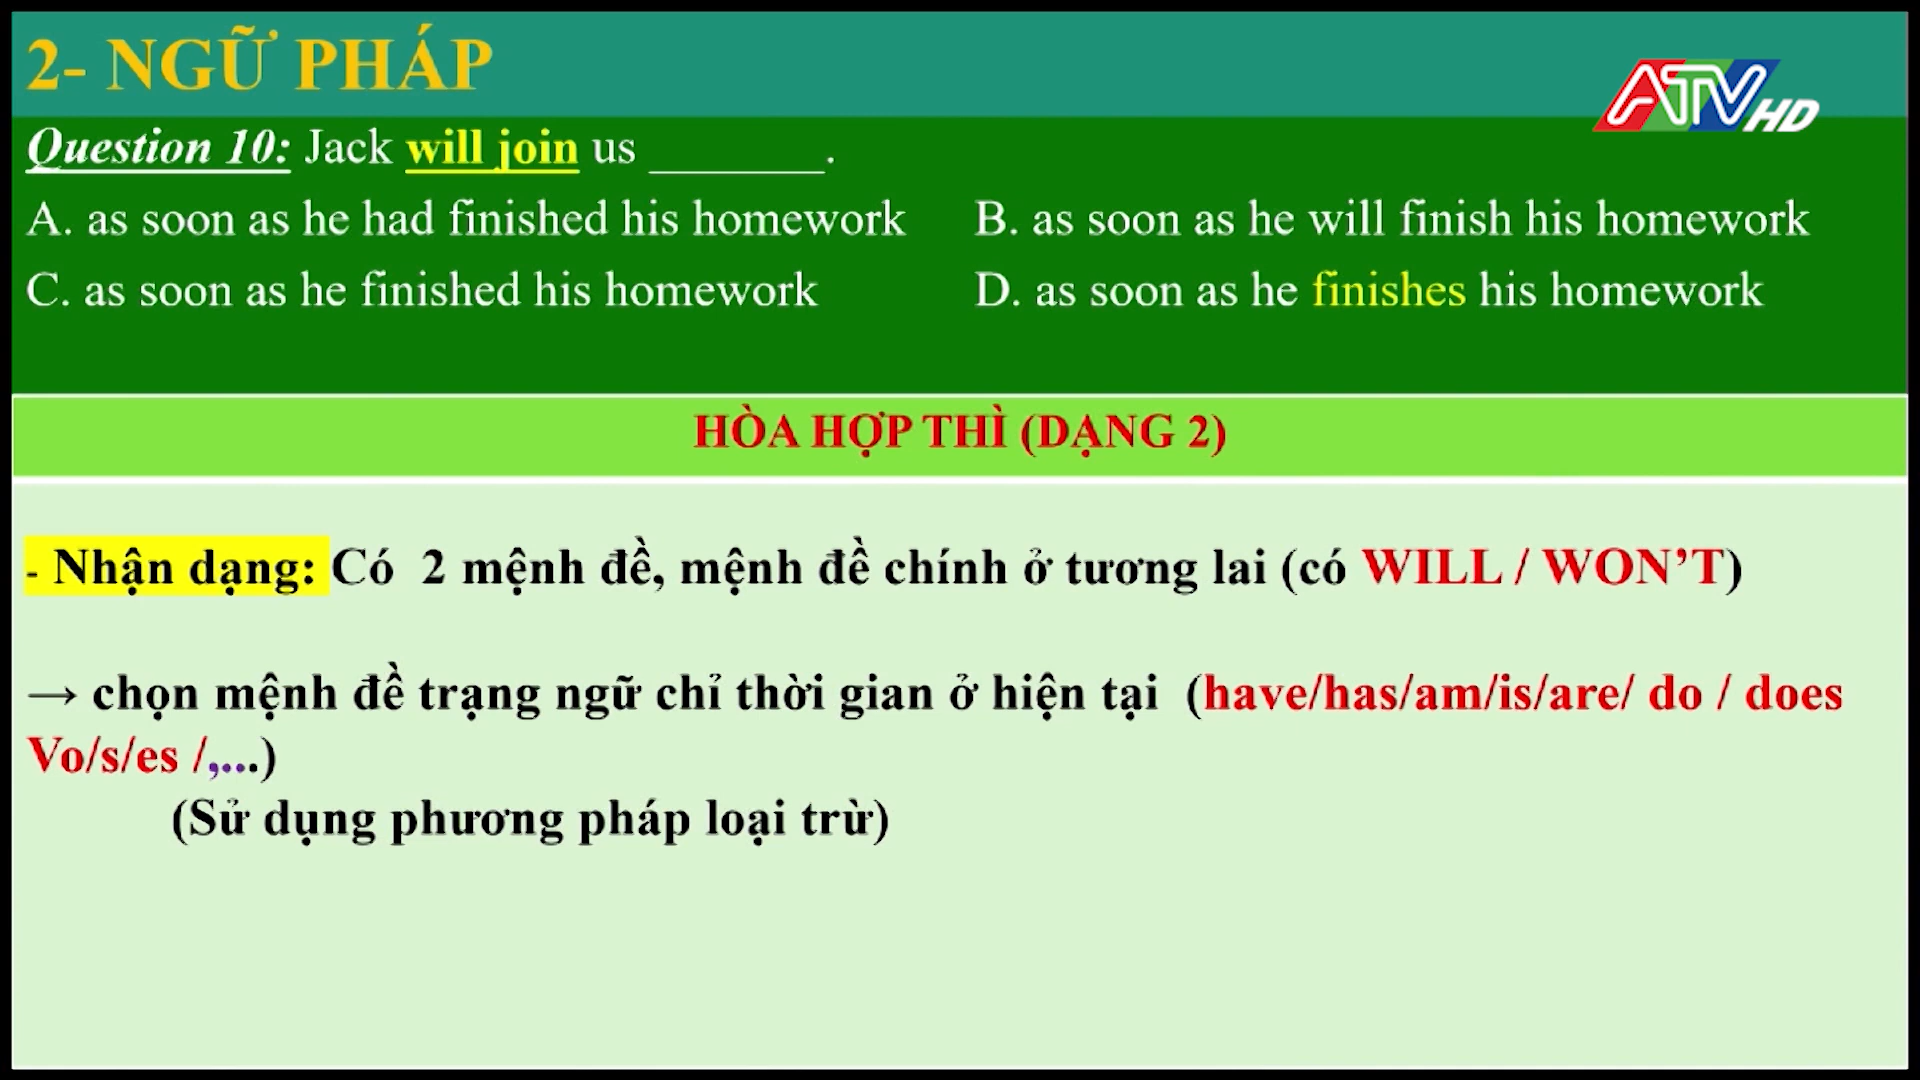 2- NGỮ PHÁP
ATV HD
Question 10: Jack will join us ________.
A. as soon as he had finished his homework B. as soon as he will finish his homework
C. as soon as he finished his homework D. as soon as he finishes his homework
HÒA HỢP THÌ (DẠNG 2)
- Nhận dạng: Có 2 mệnh đề, mệnh đề chính ở tương lai (có WILL / WON’T)
→ chọn mệnh đề trạng ngữ chỉ thời gian ở hiện tại (have/has/am/is/are/ do / does
Vo/s/es /,...)
(Sử dụng phương pháp loại trừ)